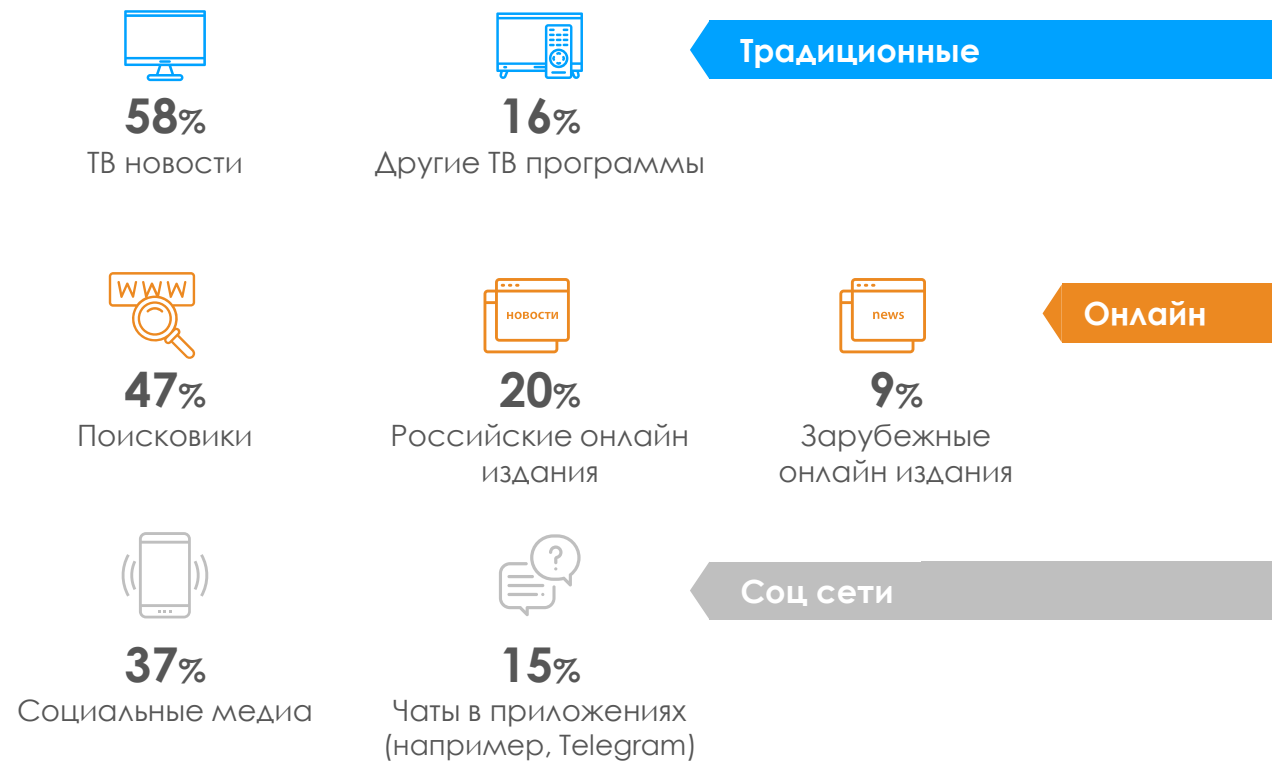 Традиционные
58%
ТВ новости
16%
Другие ТВ программы
Онлайн
WWW
47%
Поисковики
новости
20%
Российские онлайн
издания
news
9%
Зарубежные
онлайн издания
Соц сети
37%
Социальные медиа
?
15%
Чаты в приложениях
(например, Telegram)